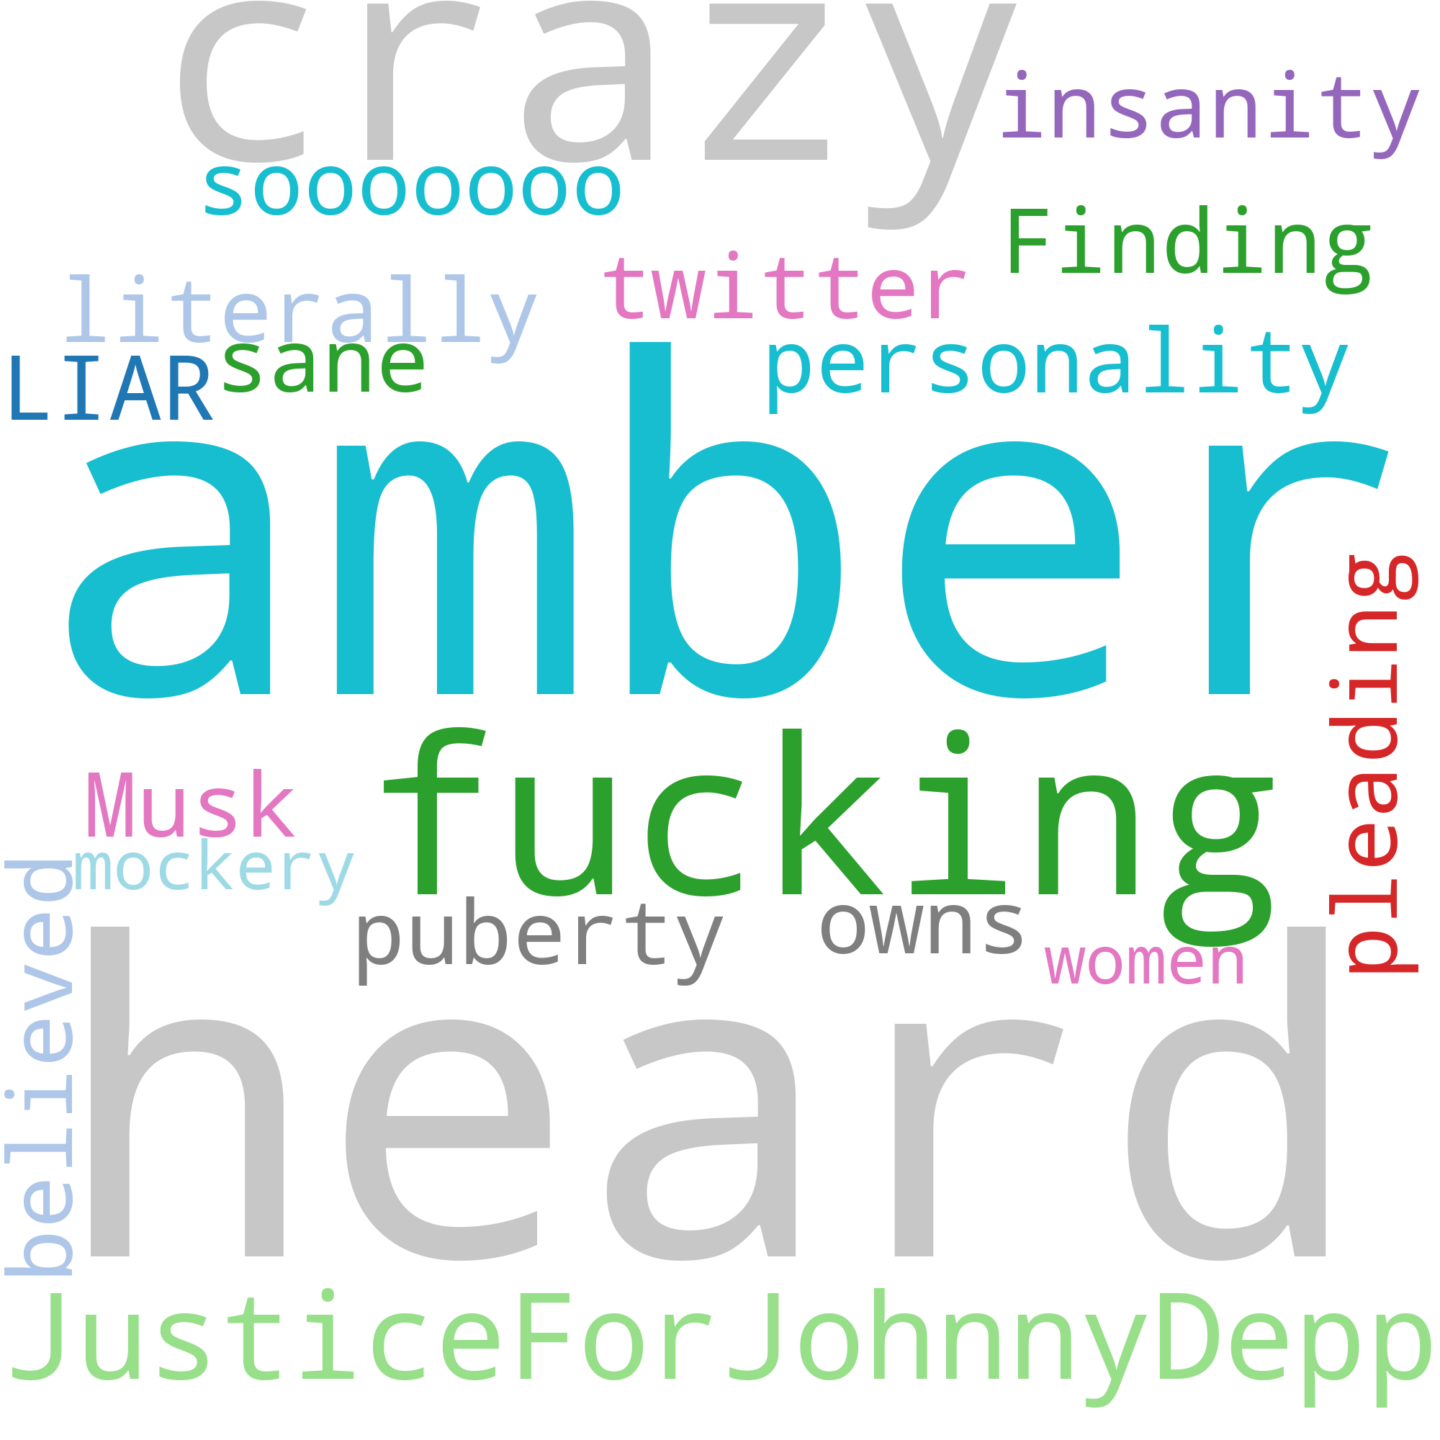 crazy
insanity
sooooooo
Finding
twitter
literally
personality
sane
LIAR
amber
pleading
fucking
Musk
mockery
believed
puberty
owns
women
heard
JusticeForJohnnyDepp